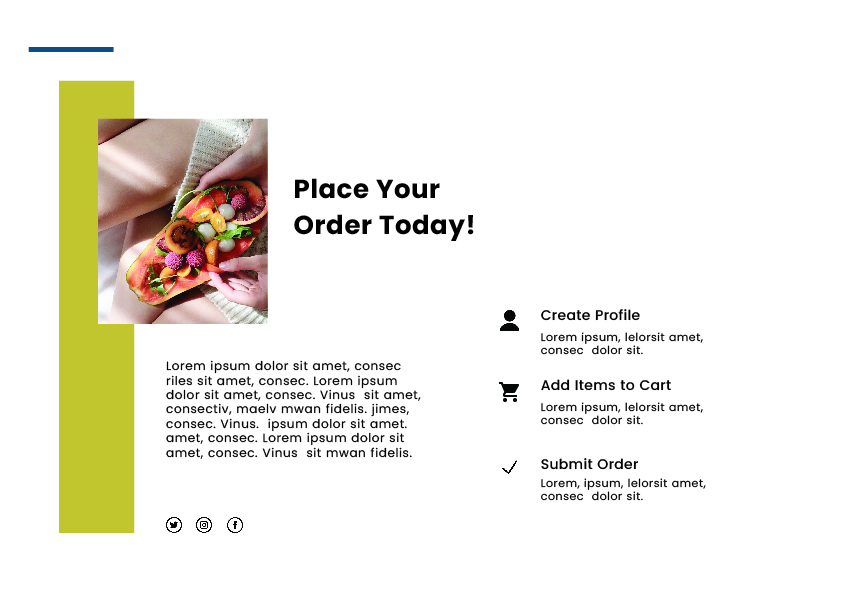 Place Your
Order Today!
Lorem ipsum dolor sit amet, consec
riles sit amet, consec. Lorem ipsum
dolor sit amet, consec. Vinus  sit amet,
consectiv, maelv mwan fidelis. jimes,
consec. Vinus.  ipsum dolor sit amet.
amet, consec. Lorem ipsum dolor sit
amet, consec. Vinus  sit mwan fidelis.
Create Profile
Lorem ipsum, lelorsit amet,
consec  dolor sit.
Add Items to Cart
Lorem ipsum, lelorsit amet,
consec  dolor sit.
Submit Order
Lorem, ipsum, lelorsit amet,
consec  dolor sit.